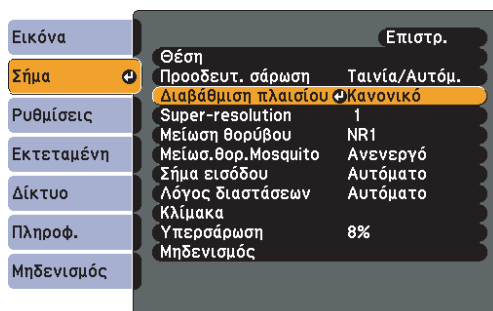 Εικόνα
Σήμα
Ρυθμίσεις
Εκτεταμένη
Δίκτυο
Πληροφ.
Μηδενισμός
Επιστρ.
Θέση
Προοδευτ. σάρωση Ταινία/Αυτόμ.
Διαβάθμιση πλαισίου Κανονικό
Super-resolution 1
Μείωση θορύβου NR1
Μείωσ.θορ.Mosquito Ανενεργό
Σήμα εισόδου Αυτόματο
Λόγος διαστάσεων Αυτόματο
Κλίμακα
Υπερσάρωση 8%
Μηδενισμός